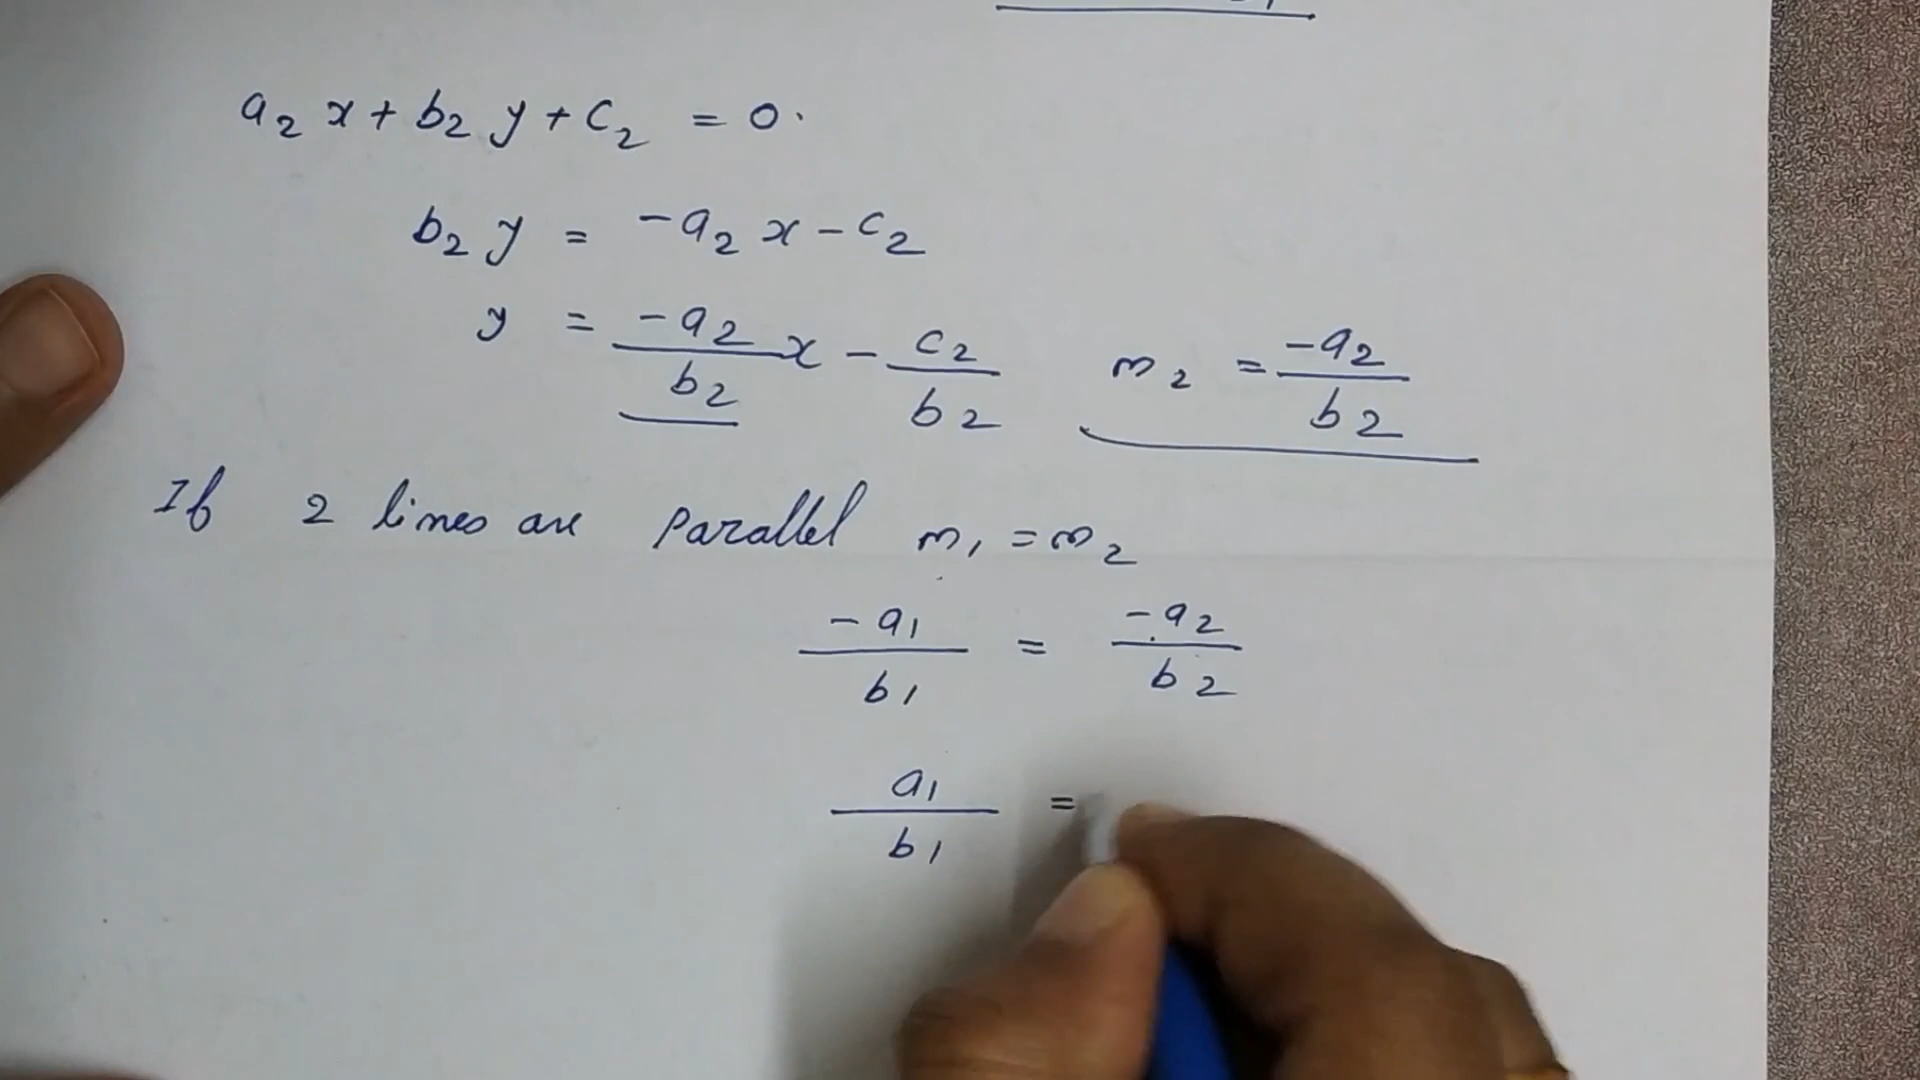 a₂x + b₂y + c₂ = 0.
b₂y = -a₂x - c₂
y = -a₂/b₂ x - c₂/b₂ m₂ = -a₂/b₂
If 2 lines are parallel m₁ = m₂
-a₁/b₁ = -a₂/b₂
a₁/b₁ =